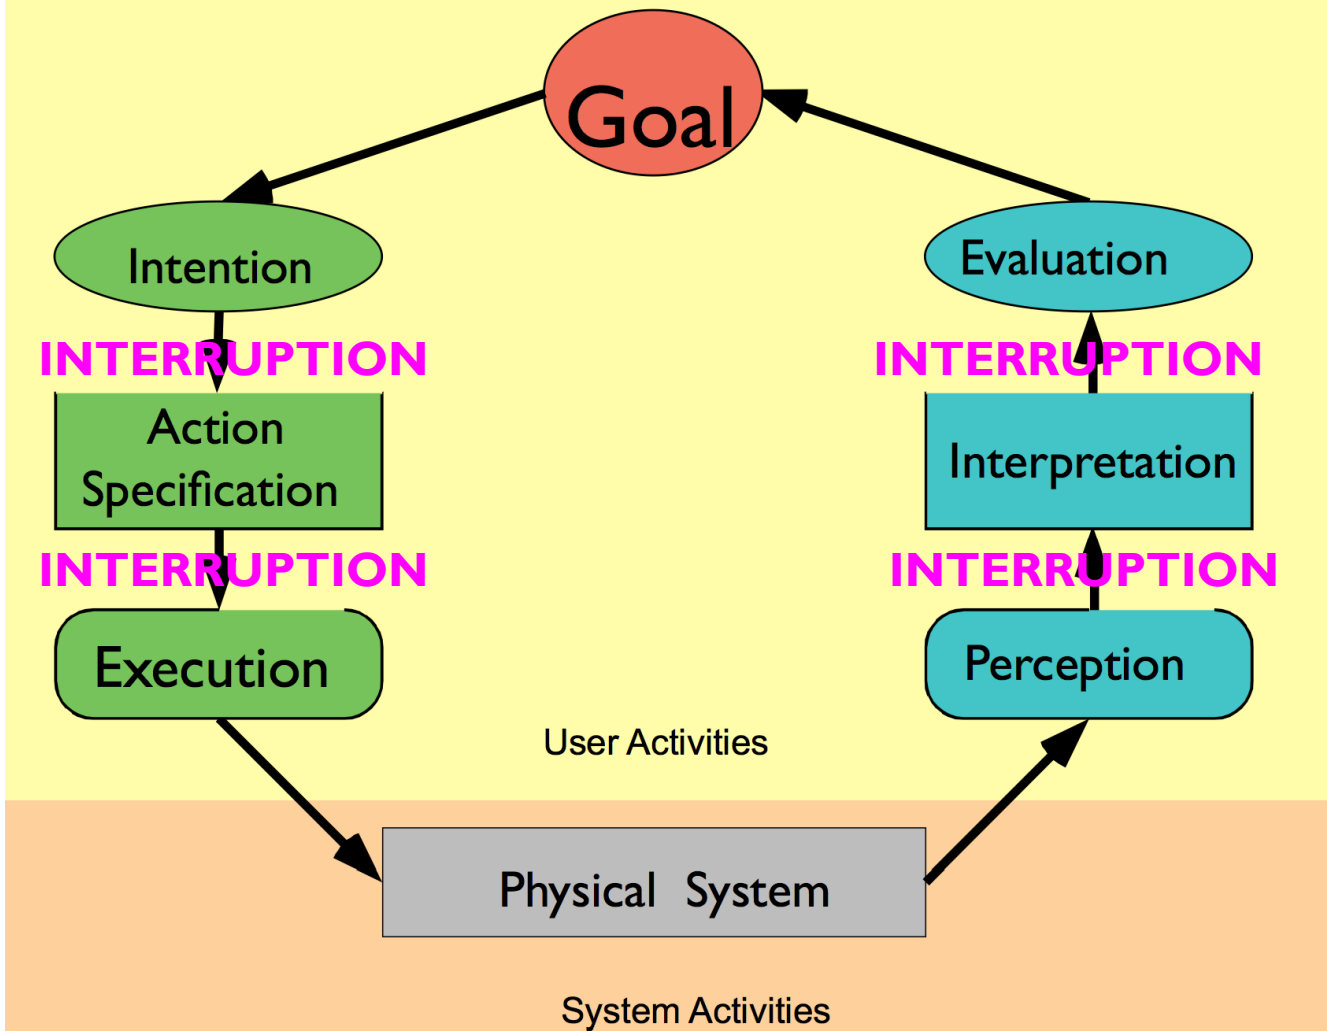 Goal
Intention
Evaluation
INTERRUPTION
INTERRUPTION
Action
Specification
Interpretation
INTERRUPTION
INTERRUPTION
Execution
Perception
User Activities
Physical System
System Activities